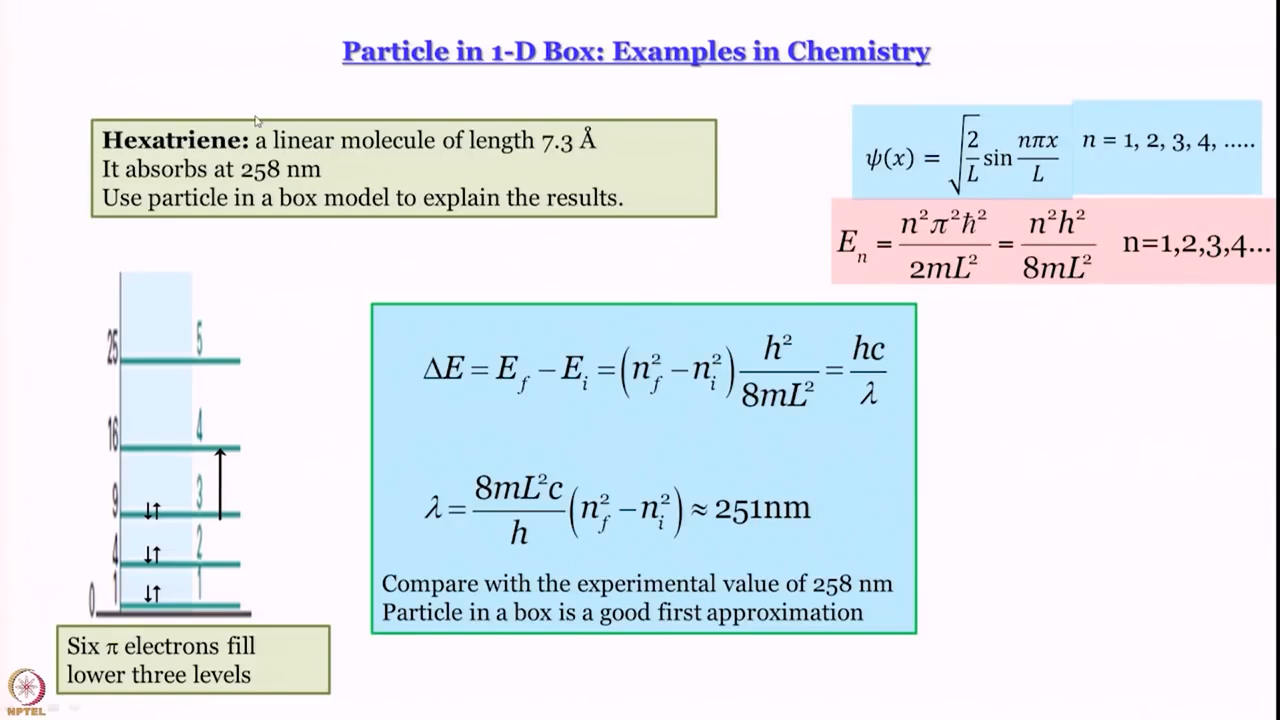 Particle in 1-D Box: Examples in Chemistry
Hexatriene: a linear molecule of length 7.3 Å
It absorbs at 258 nm
Use particle in a box model to explain the results.
ψ(x) = √(2/L) sin nπx/L n = 1, 2, 3, 4, .....
Eₙ = n²π²ħ²/2mL² = n²h²/8mL² n=1,2,3,4...
25 5
16 4
9 ↓↑ 3
4 ↓↑ 2
1 ↓↑ 1
0
ΔE = E_f − E_i = (n_f² − n_i²) h²/8mL² = hc/λ
λ = 8mL²c/h (n_f² − n_i²) ≈ 251nm
Compare with the experimental value of 258 nm
Particle in a box is a good first approximation
Six π electrons fill
lower three levels
NPTEL